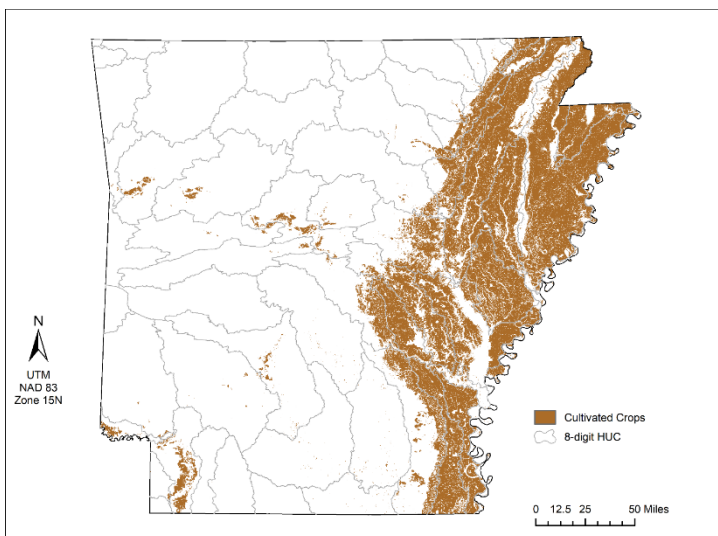 N
UTM
NAD 83
Zone 15N
Cultivated Crops
8-digit HUC
0 12.5 25 50 Miles